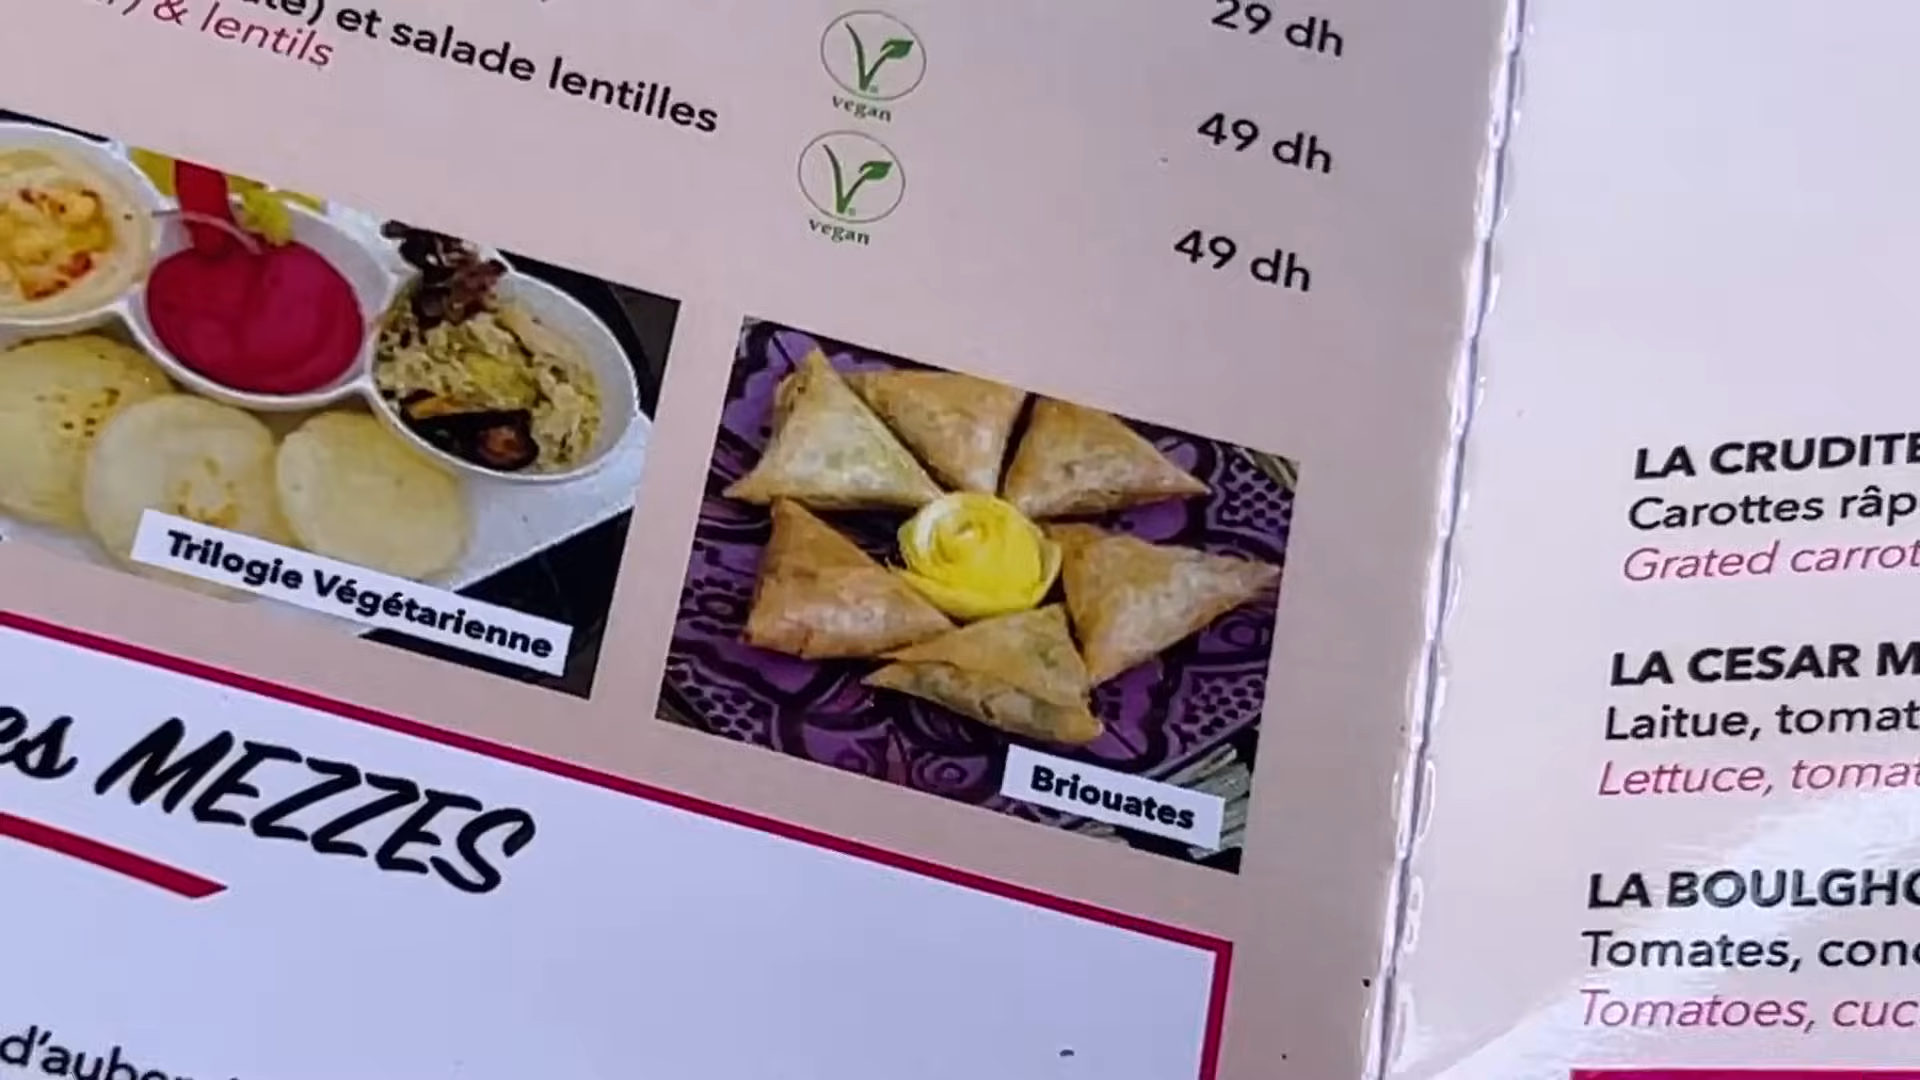 et salade lentilles
& lentils
vegan
vegan
29 dh
49 dh
49 dh
Trilogie Végétarienne
Briouates
MEZZES
LA CRUDITE
Carottes râp
Grated carrot
LA CESAR M
Laitue, tomat
Lettuce, tomat
LA BOULGHO
Tomates, conc
Tomatoes, cuc